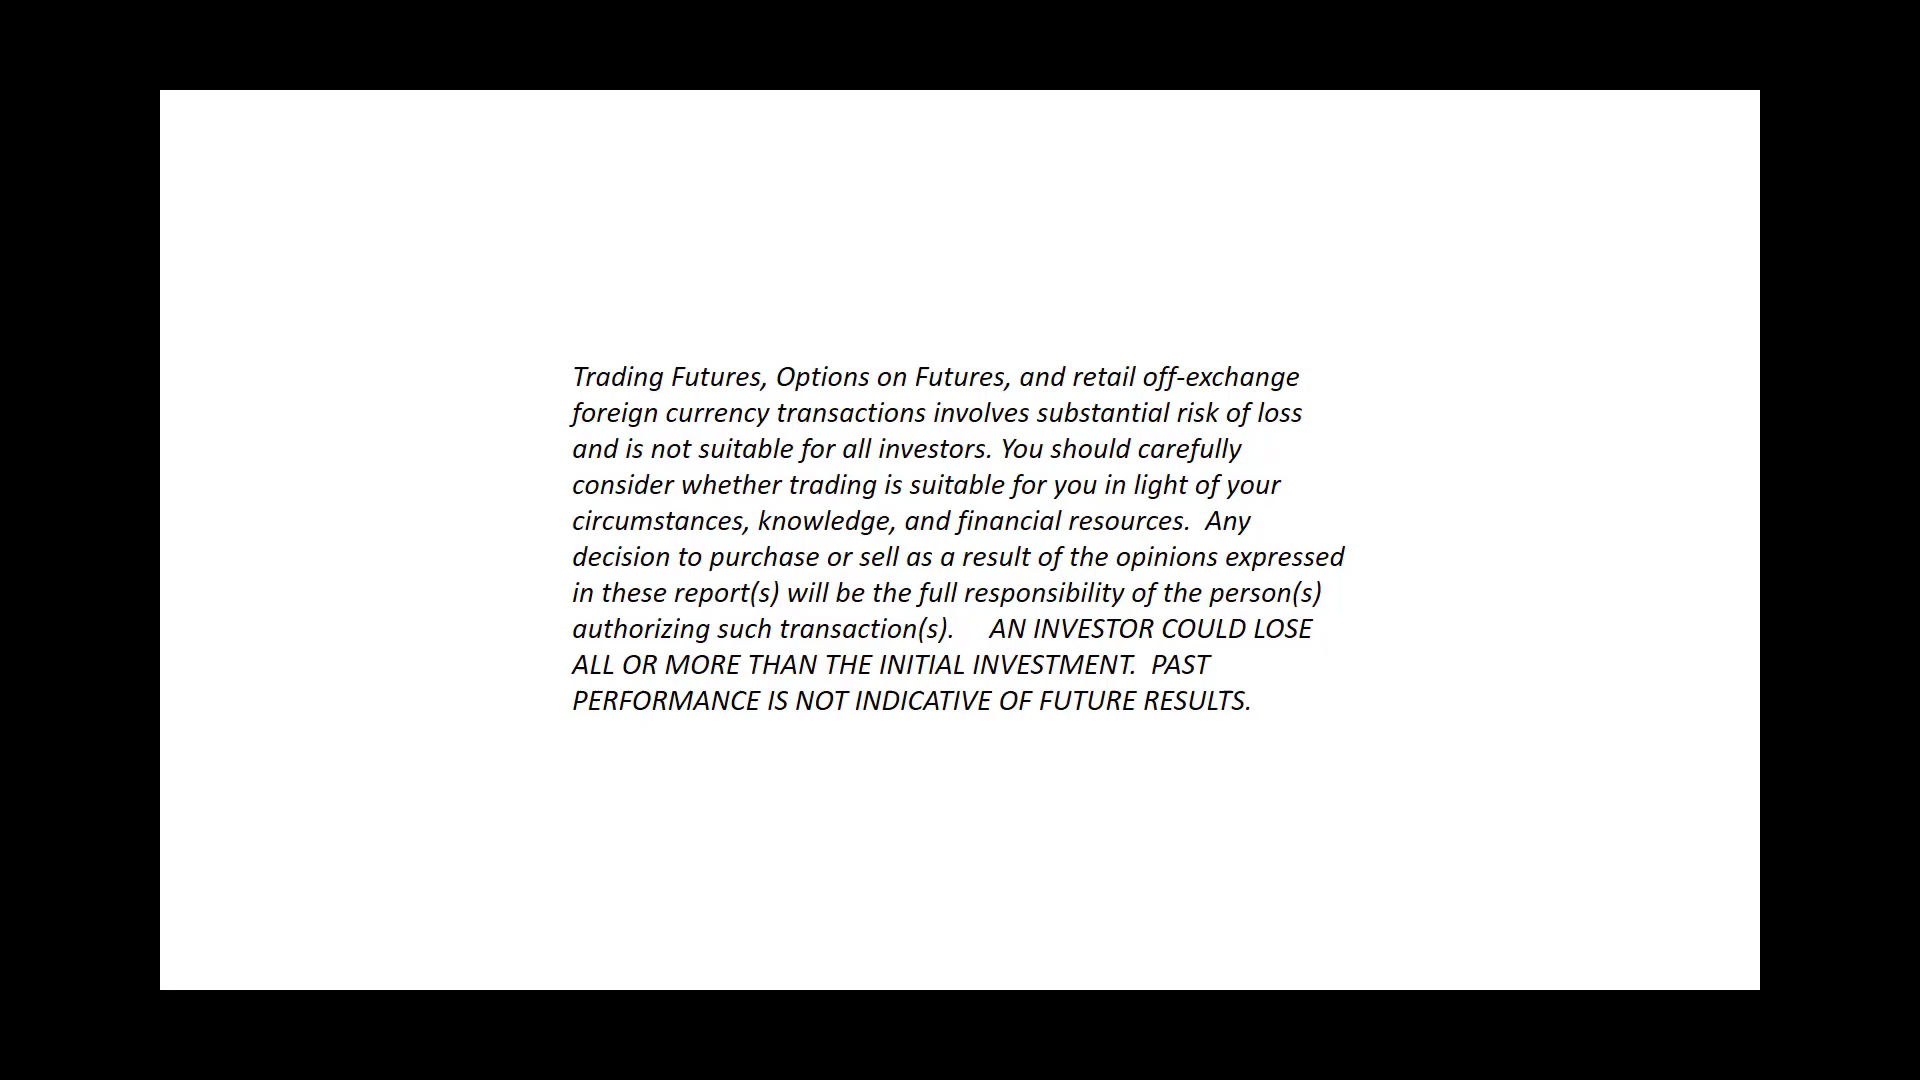 Trading Futures, Options on Futures, and retail off-exchange
foreign currency transactions involves substantial risk of loss
and is not suitable for all investors. You should carefully
consider whether trading is suitable for you in light of your
circumstances, knowledge, and financial resources.  Any
decision to purchase or sell as a result of the opinions expressed
in these report(s) will be the full responsibility of the person(s)
authorizing such transaction(s).     AN INVESTOR COULD LOSE
ALL OR MORE THAN THE INITIAL INVESTMENT.  PAST
PERFORMANCE IS NOT INDICATIVE OF FUTURE RESULTS.